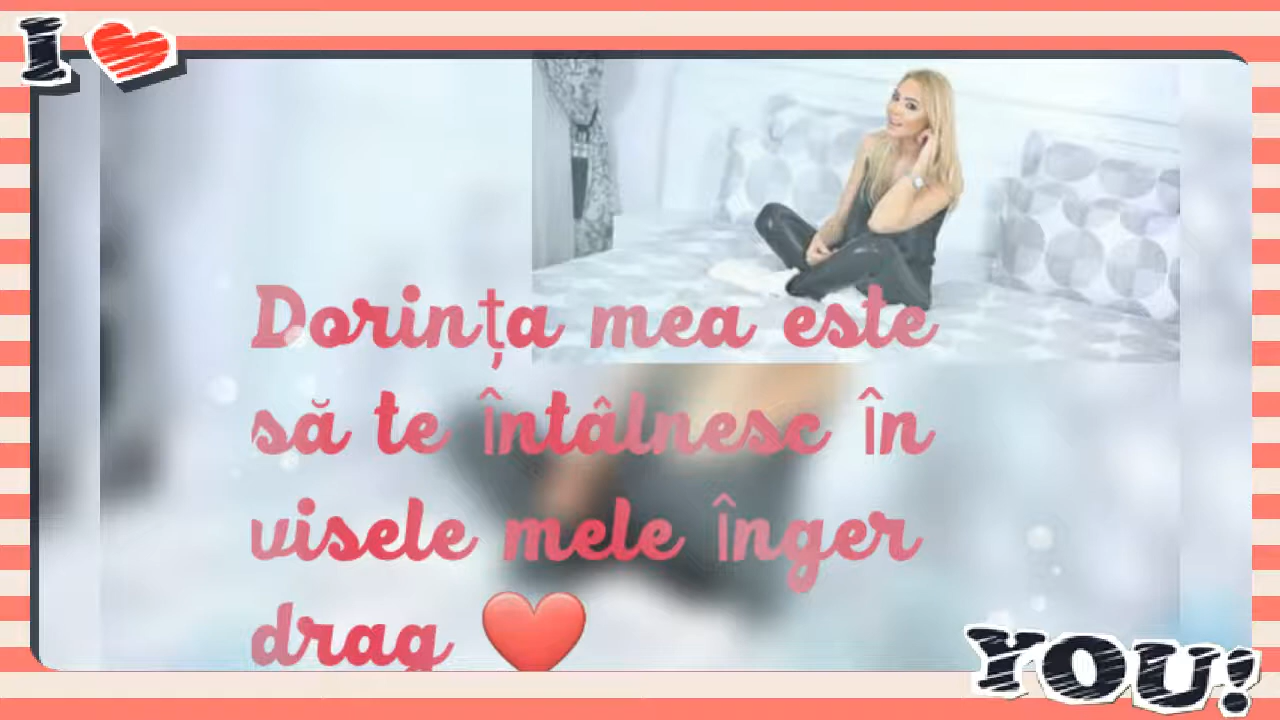 I ❤
Dorința mea este
să te întâlnesc în
visele mele înger
drag ❤️
YOU!